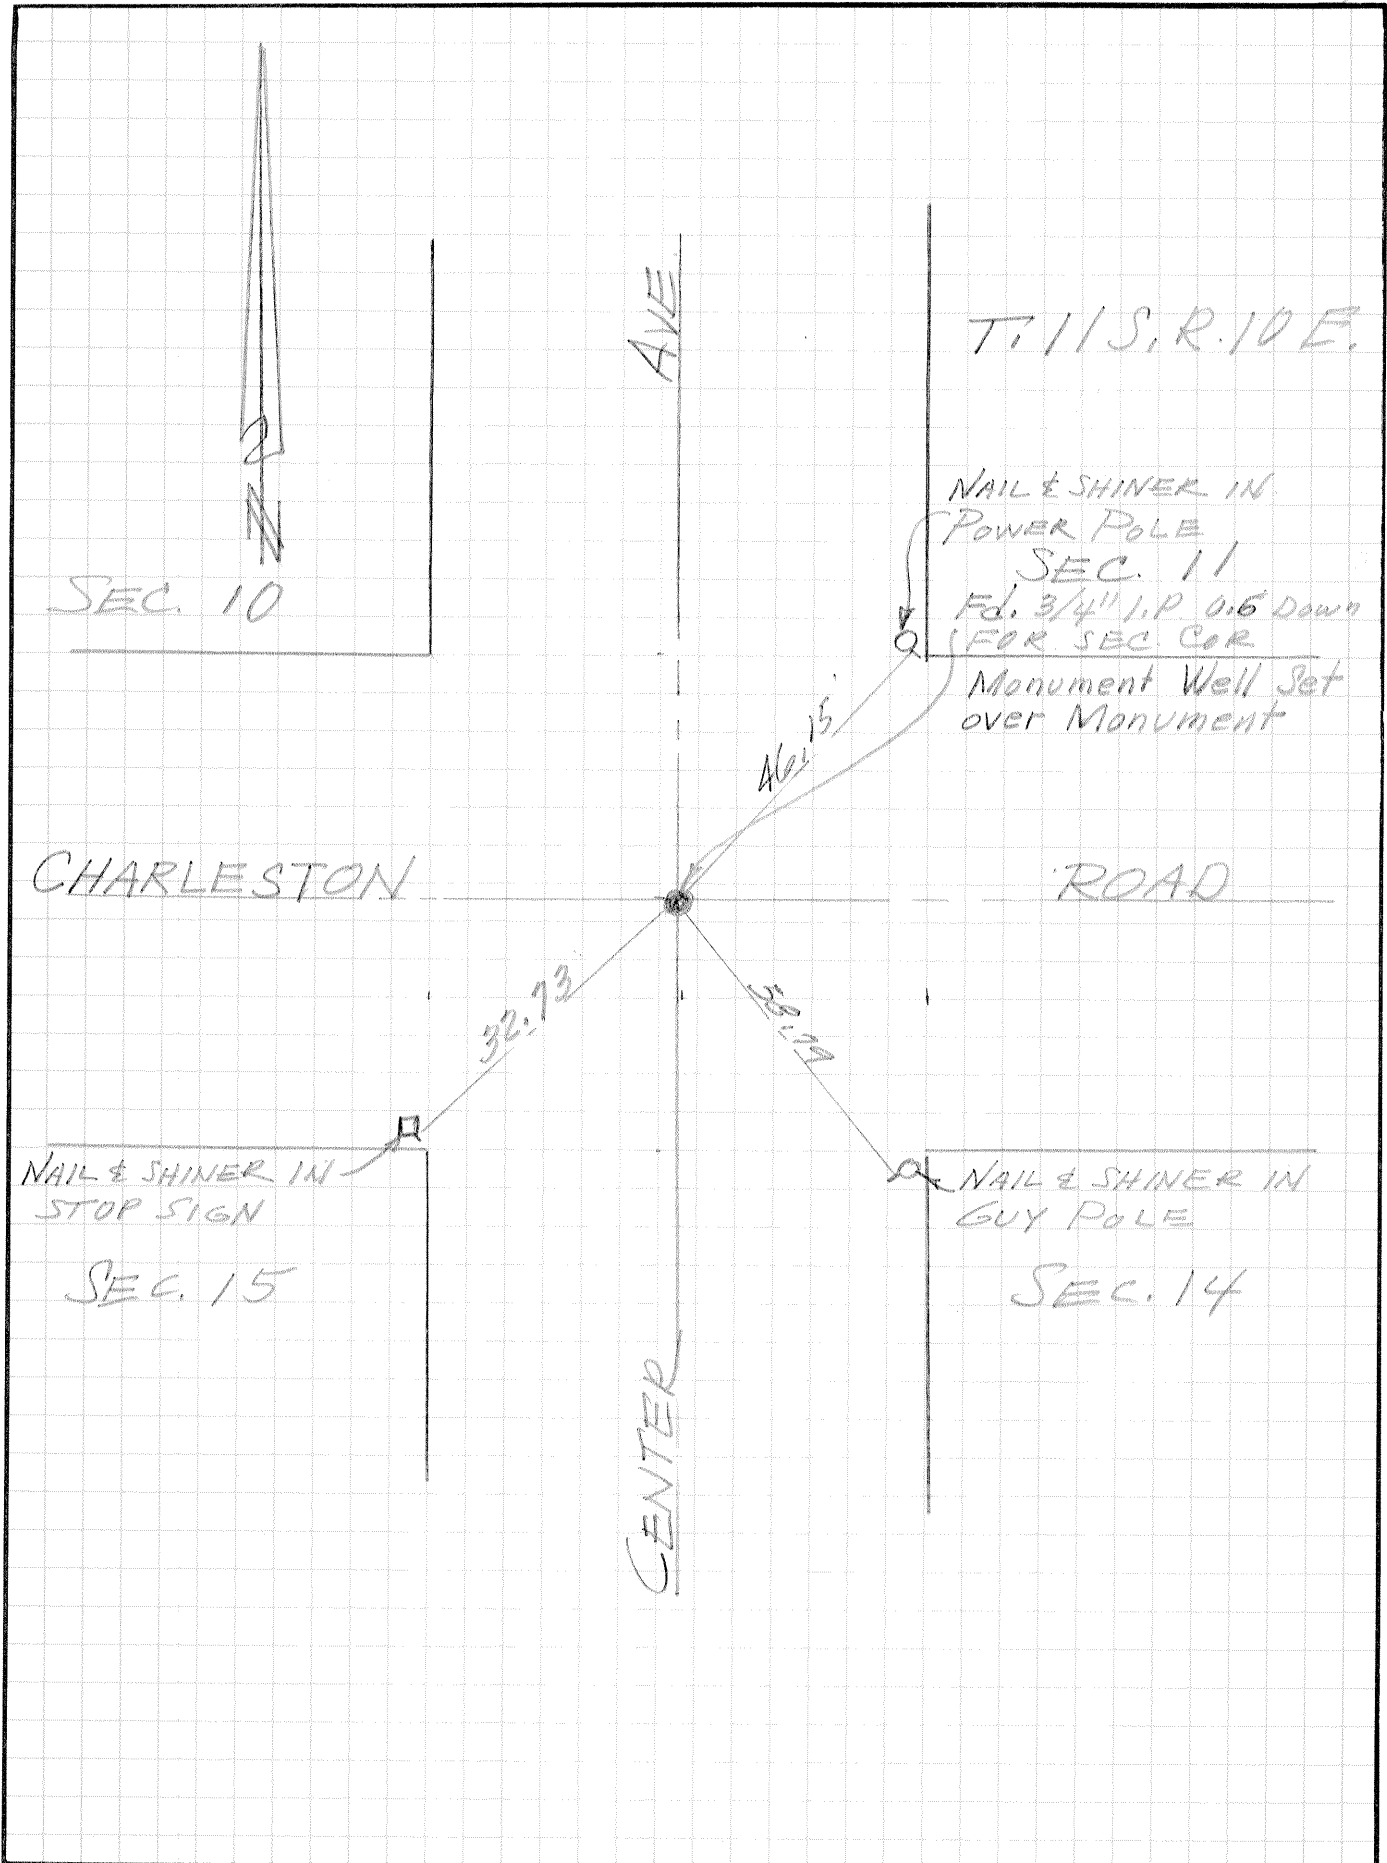 AVE
T. 11 S. R. 10 E.
N
NAIL & SHINER IN
POWER POLE
SEC. 11
SEC. 10
Fd. 3/4" I.P. 0.6 Down
FOR SEC COR
Monument Well Set
over Monument
46.15
CHARLESTON ROAD
32.73
NAIL & SHINER IN
STOP SIGN
NAIL & SHINER IN
GUY POLE
SEC. 15
SEC. 14
CENTER